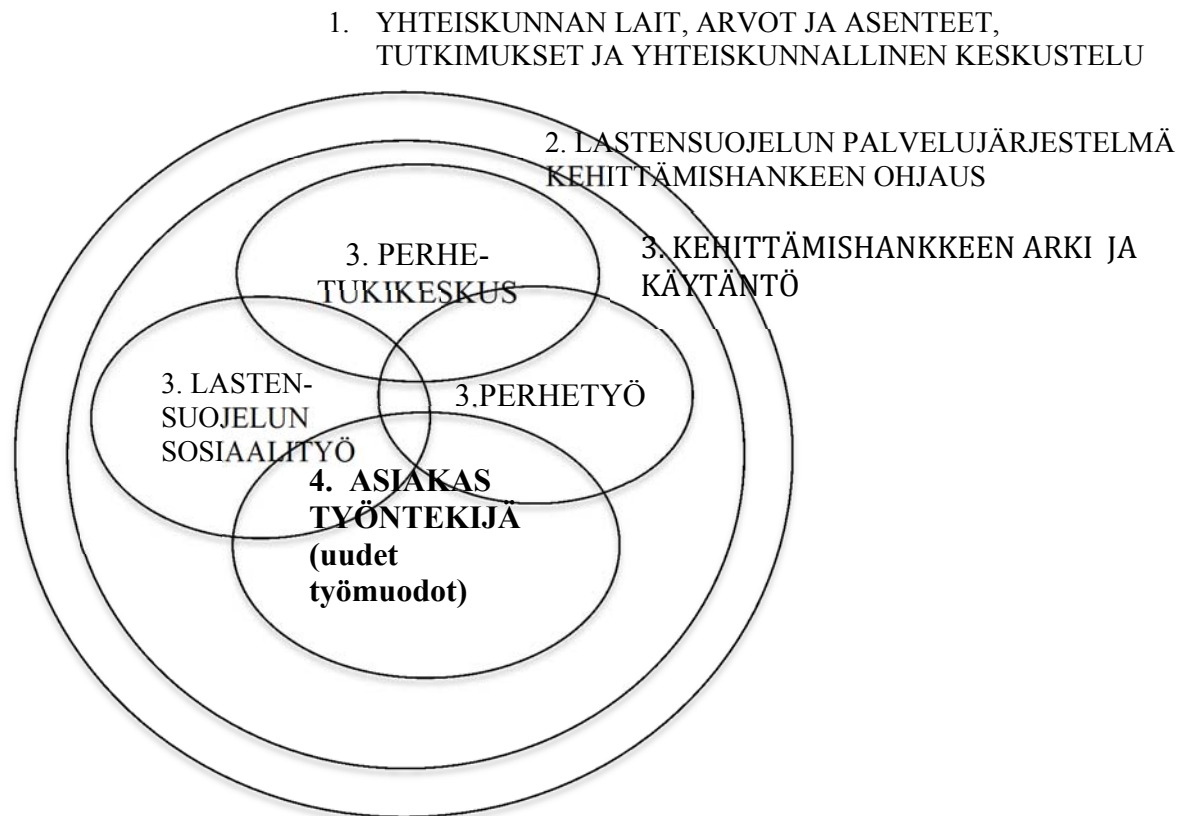 1. YHTEISKUNNAN LAIT, ARVOT JA ASENTEET,
TUTKIMUKSET JA YHTEISKUNNALLINEN KESKUSTELU
2. LASTENSUOJELUN PALVELUJÄRJESTELMÄ
KEHITTÄMISHANKEEN OHJAUS
3. KEHITTÄMISHANKKEEN ARKI JA
KÄYTÄNTÖ
3. PERHE-
TUKIKESKUS
3. LASTEN-
SUOJELUN
SOSIAALITYÖ
3.PERHETYÖ
4. ASIAKAS
TYÖNTEKIJÄ
(uudet
työmuodot)